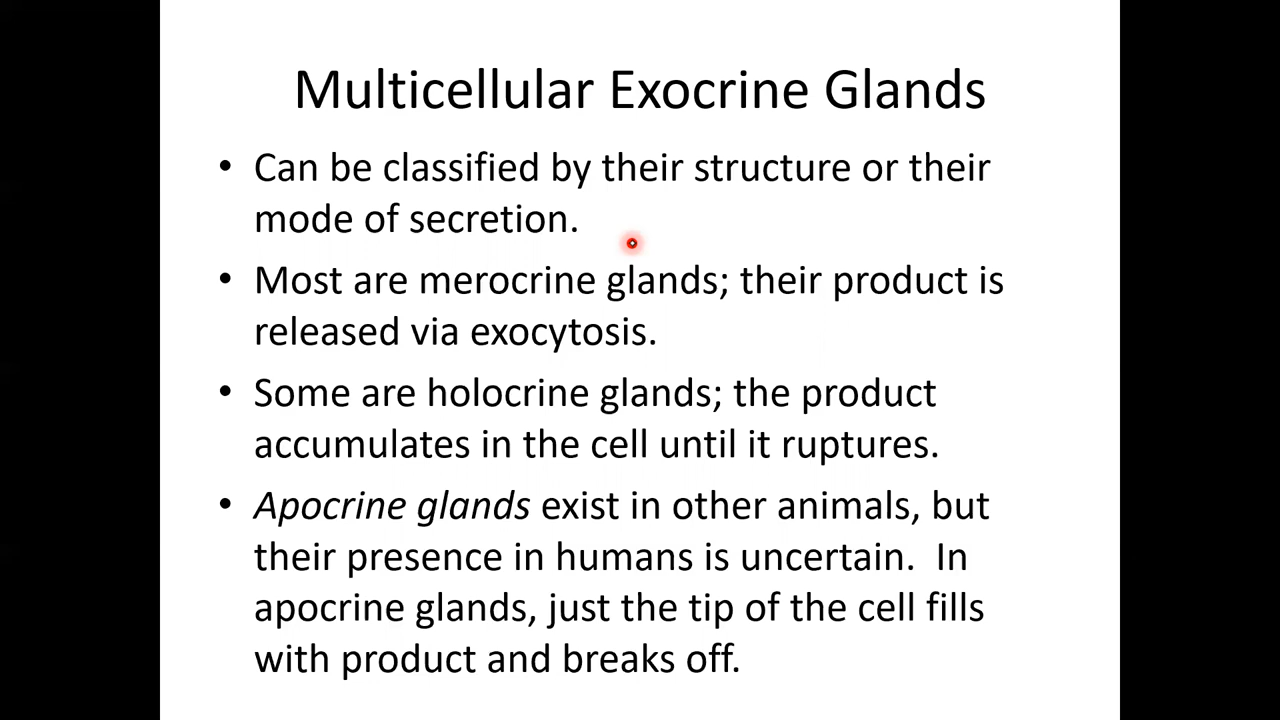 Multicellular Exocrine Glands
• Can be classified by their structure or their
mode of secretion.
• Most are merocrine glands; their product is
released via exocytosis.
• Some are holocrine glands; the product
accumulates in the cell until it ruptures.
• Apocrine glands exist in other animals, but
their presence in humans is uncertain.  In
apocrine glands, just the tip of the cell fills
with product and breaks off.